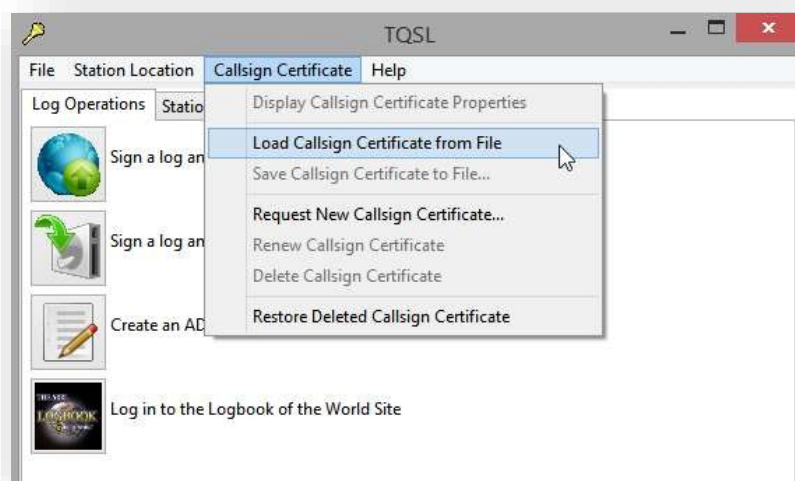 TQSL
File Station Location Callsign Certificate Help
Log Operations Statio
Display Callsign Certificate Properties
Load Callsign Certificate from File
Save Callsign Certificate to File...
Request New Callsign Certificate...
Renew Callsign Certificate
Delete Callsign Certificate
Restore Deleted Callsign Certificate
Sign a log an
Sign a log an
Create an AD
LOGBOOK
Log in to the Logbook of the World Site